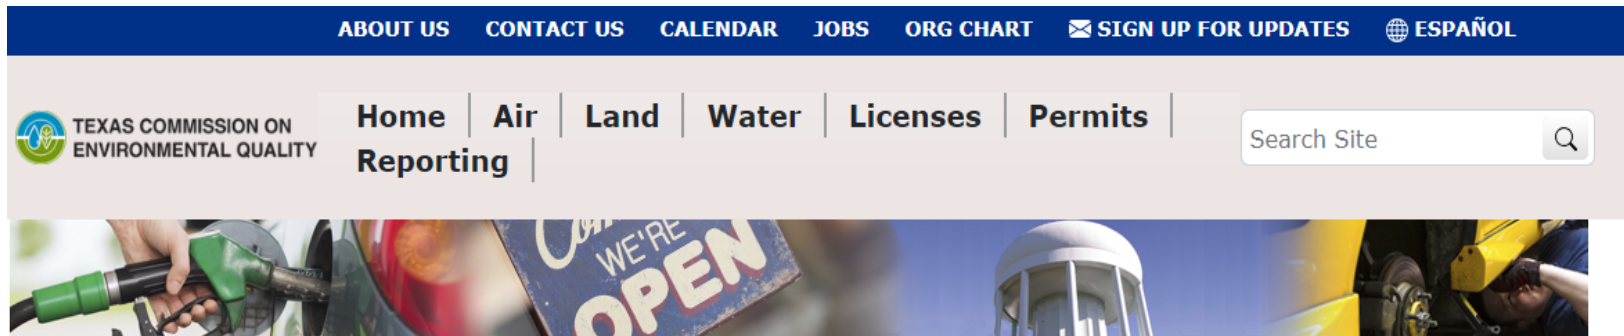 ABOUT US CONTACT US CALENDAR JOBS ORG CHART SIGN UP FOR UPDATES ESPAÑOL
TEXAS COMMISSION ON
ENVIRONMENTAL QUALITY
Home Air Land Water Licenses Permits
Reporting
Search Site
WE'RE
OPEN